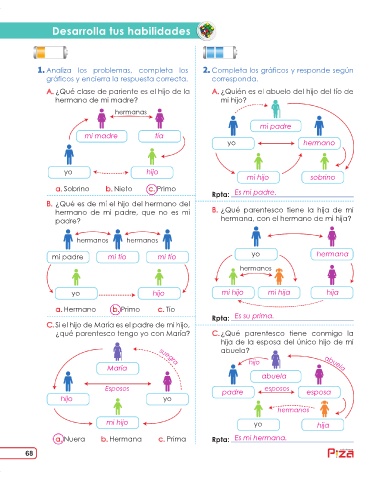 Desarrolla tus habilidades
1. Analiza los problemas, completa los
gráficos y encierra la respuesta correcta.
A. ¿Qué clase de pariente es el hijo de la
hermana de mi madre?
hermanas
mi madre
tía
yo
hijo
a. Sobrino
b. Nieto
c. Primo
B. ¿Qué es de mí el hijo del hermano del
hermano de mi padre, que no es mi
padre?
hermanos
hermanos
mi padre
mi tío
mi tío
yo
hijo
a. Hermano
b. Primo
c. Tío
C. Si el hijo de María es el padre de mi hijo,
¿qué parentesco tengo yo con María?
suegra
María
Esposos
hijo
yo
mi hijo
a. Nuera
b. Hermana
c. Prima
2. Completa los gráficos y responde según
corresponda.
A. ¿Quién es el abuelo del hijo del tío de
mi hijo?
mi padre
yo
hermano
mi hijo
sobrino
Rpta: Es mi padre.
B. ¿Qué parentesco tiene la hija de mi
hermana, con el hermano de mi hija?
yo
hermana
hermanos
mi hijo
mi hija
hija
Rpta: Es su prima.
C. ¿Qué parentesco tiene conmigo la
hija de la esposa del único hijo de mi
abuela?
hijo
abuela
abuela
padre
esposos
esposa
hermanos
yo
hija
Rpta: Es mi hermana.
68
Pizza